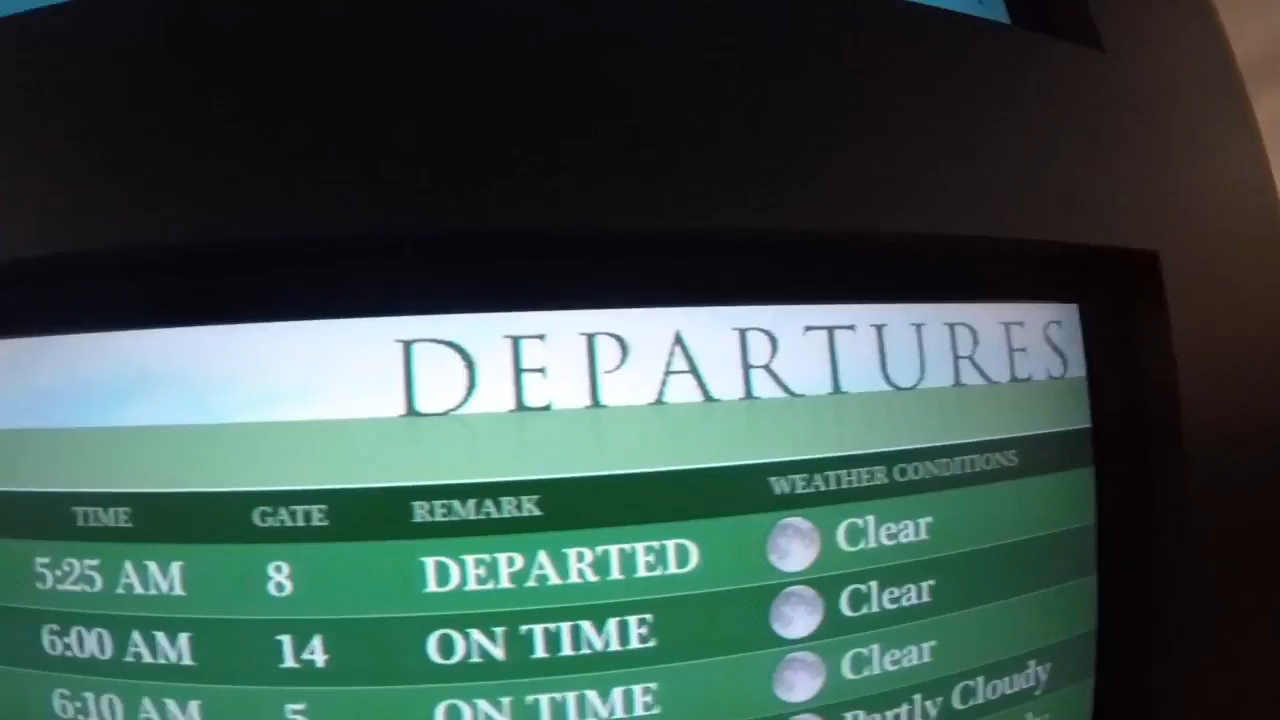 DEPARTURES
TIME GATE REMARK WEATHER CONDITIONS
5:25 AM 8 DEPARTED Clear
6:00 AM 14 ON TIME Clear
6:10 AM 5 ON TIME Clear
Partly Cloudy